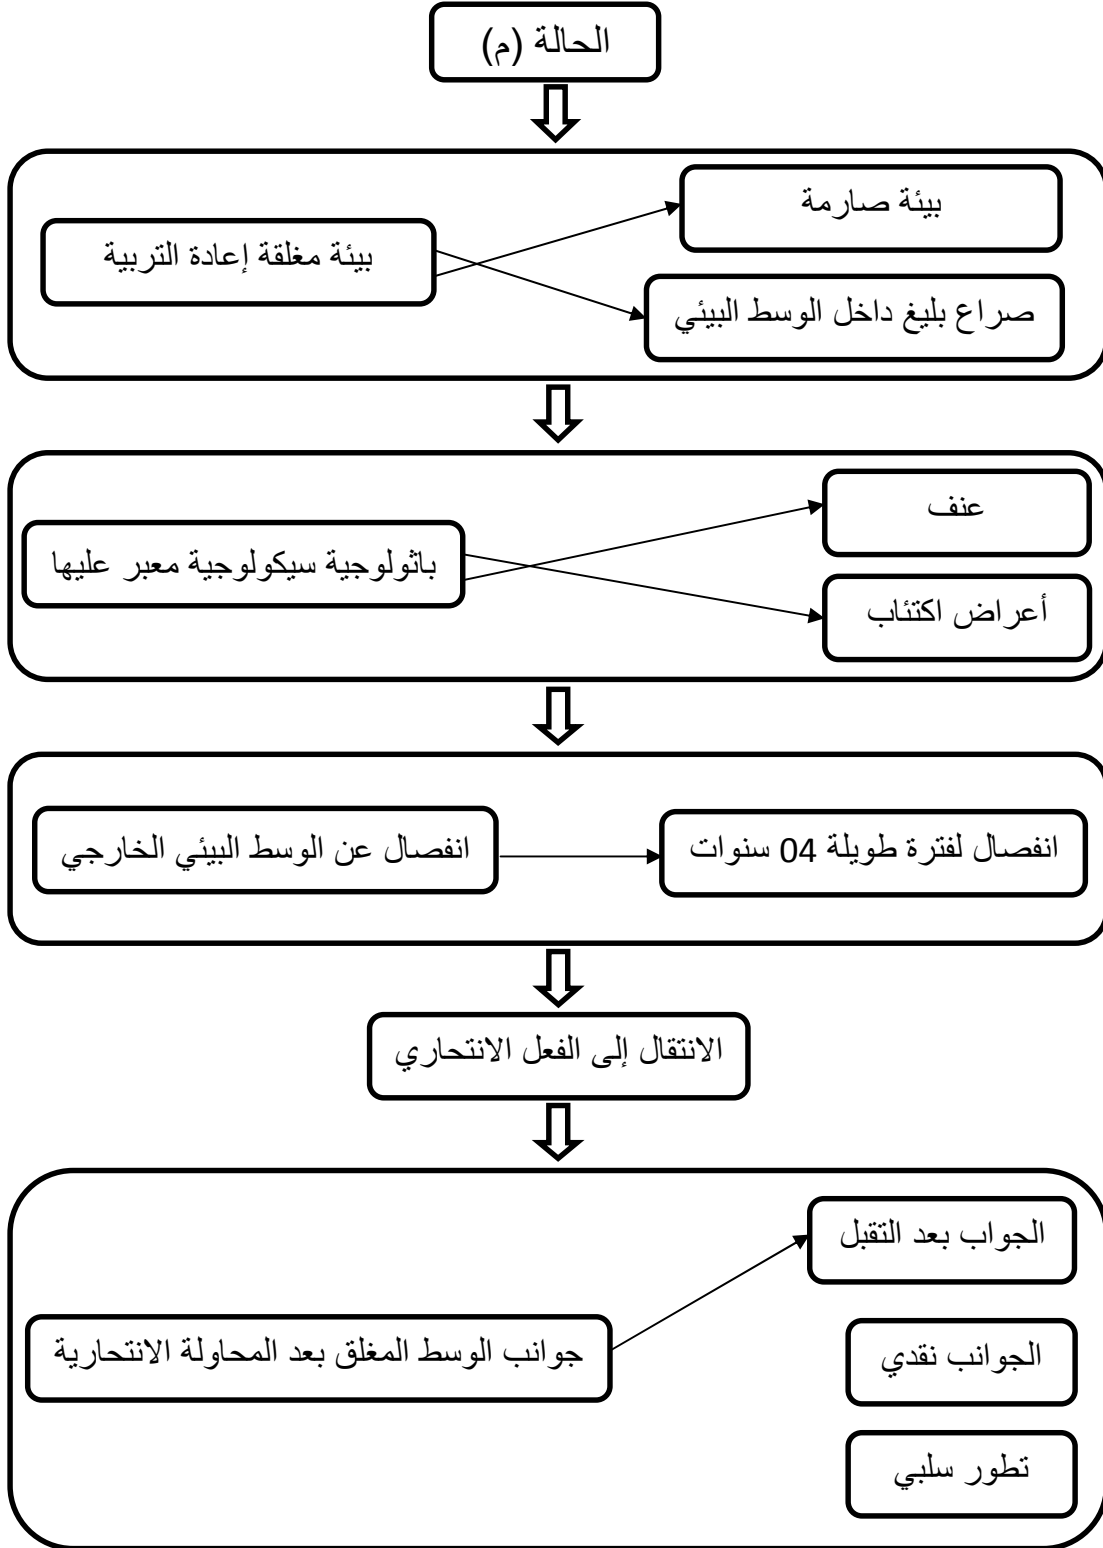 الحالة (م)
بيئة صارمة
بيئة مغلقة إعادة التربية
صراع بليغ داخل الوسط البيئي
عنف
باثولوجية سيكولوجية معبر عليها
أعراض اكتئاب
انفصال عن الوسط البيئي الخارجي
انفصال لفترة طويلة 04 سنوات
الانتقال إلى الفعل الانتحاري
الجواب بعد التقبل
جوانب الوسط المغلق بعد المحاولة الانتحارية
الجوانب نقدي
تطور سلبي